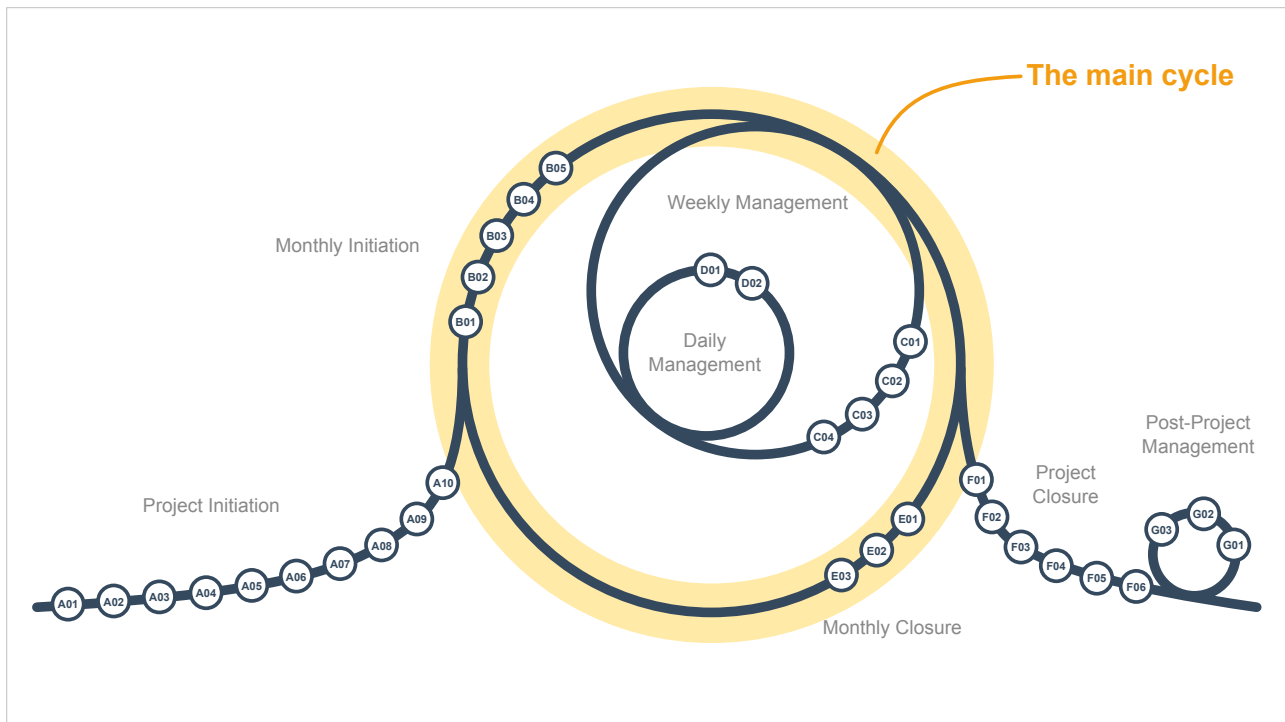 The main cycle
B05
B04
B03
B02
B01
Monthly Initiation
Weekly Management
D01
D02
Daily
Management
C01
C02
C03
C04
Post-Project
Management
Project
Closure
Project Initiation
A10
A09
A08
A07
A06
A05
A04
A03
A02
A01
E01
E02
E03
Monthly Closure
F01
F02
F03
F04
F05
F06
G03
G02
G01